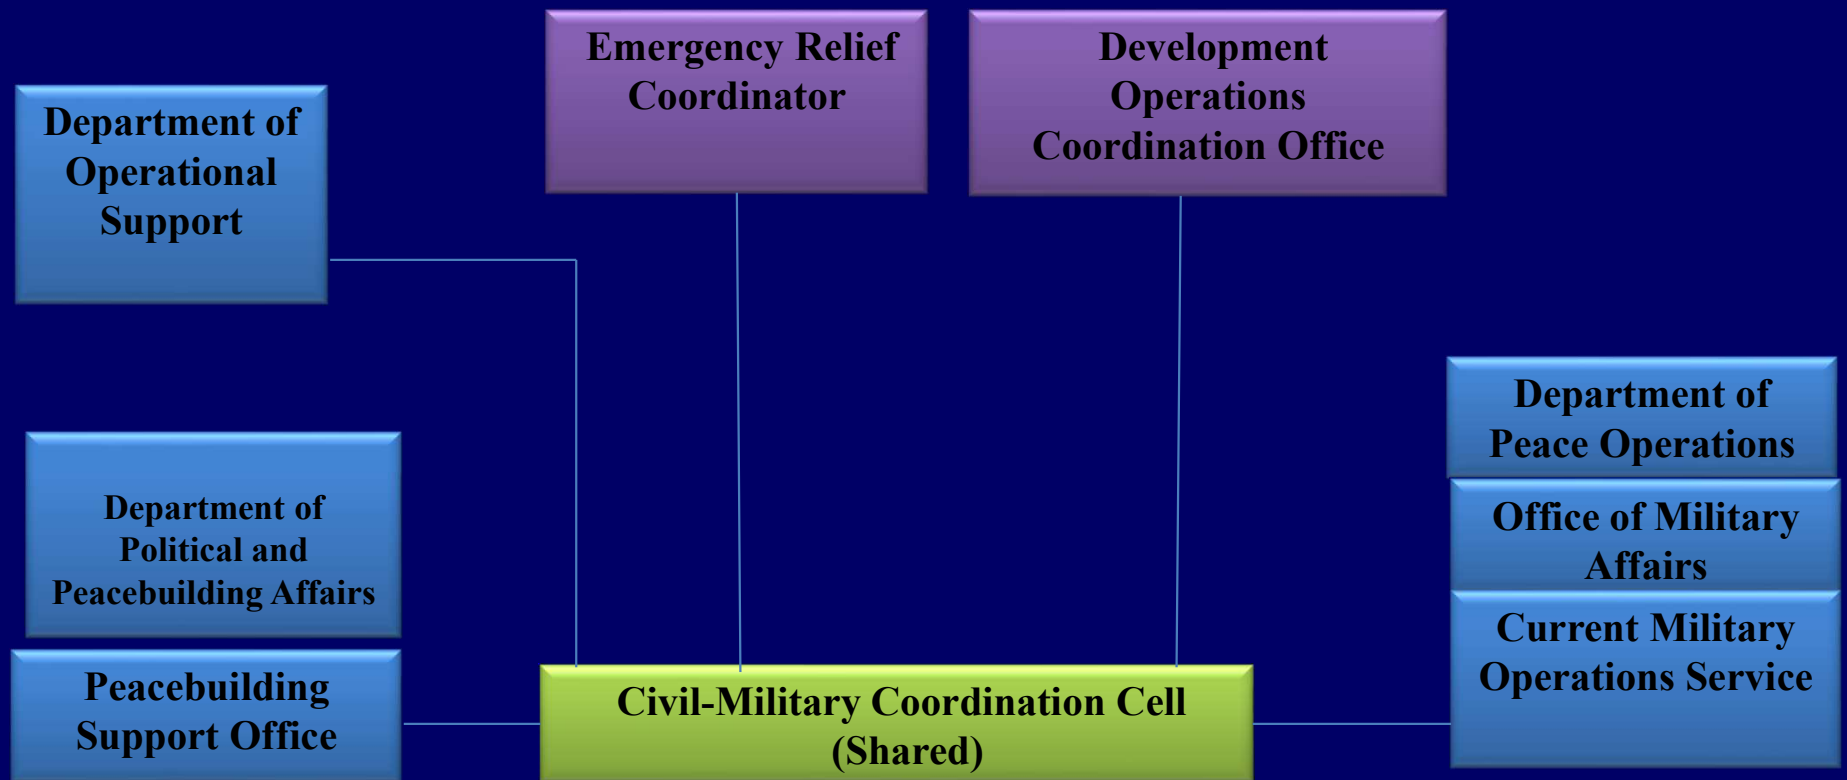 Emergency Relief
Coordinator
Development
Operations
Coordination Office
Department of
Operational
Support
Department of
Peace Operations
Department of
Political and
Peacebuilding Affairs
Office of Military
Affairs
Current Military
Operations Service
Peacebuilding
Support Office
Civil-Military Coordination Cell
(Shared)